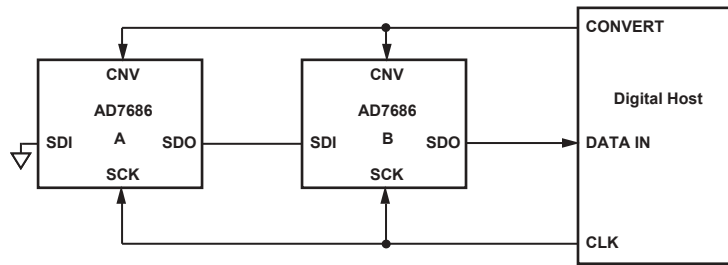 CONVERT
CNV
CNV
AD7686
AD7686
Digital Host
SDI
A
SDO
SDI
B
SDO
DATA IN
SCK
SCK
CLK